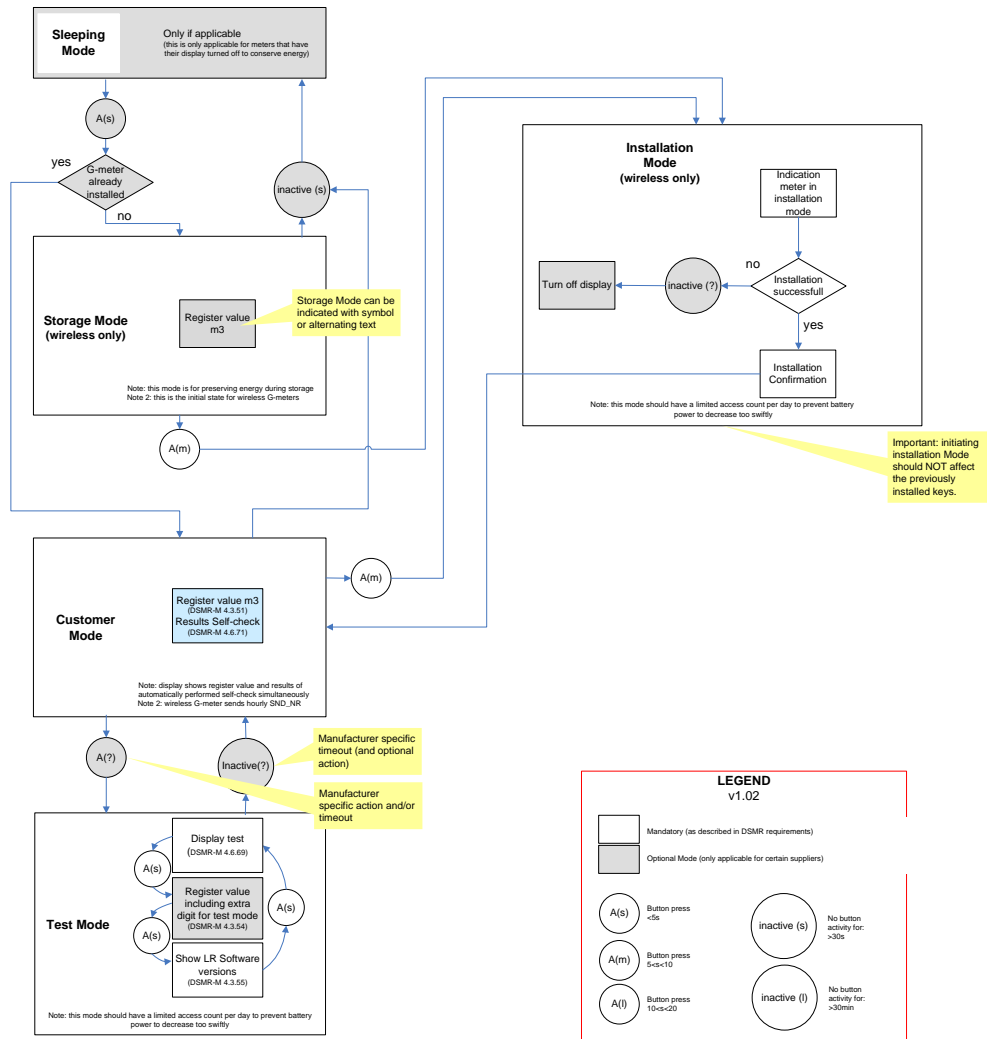 Sleeping
Mode
Only if applicable
(this is only applicable for meters that have
their display turned off to conserve energy)
A(s)
yes
G-meter
already
installed
no
inactive (s)
Storage Mode
(wireless only)
Register value
m3
Storage Mode can be
indicated with symbol
or alternating text
Note: this mode is for preserving energy during storage
Note 2: this is the initial state for wireless G-meters
A(m)
Installation
Mode
(wireless only)
Indication
meter in
installation
mode
no
Installation
successfull
inactive (?)
Turn off display
yes
Installation
Confirmation
Note: this mode should have a limited access count per day to prevent battery
power to decrease too swiftly
Important: initiating
installation Mode
should NOT affect
the previously
installed keys.
Customer
Mode
Register value m3
(DSMR-M 4.3.51)
Results Self-check
(DSMR-M 4.6.71)
A(m)
Note: display shows register value and results of
automatically performed self-check simultaneously
Note 2: wireless G-meter sends hourly SND_NR
A(?)
Inactive(?)
Manufacturer specific
timeout (and optional
action)
Manufacturer
specific action and/or
timeout
Test Mode
Display test
(DSMR-M 4.6.69)
A(s)
Register value
including extra
digit for test mode
(DSMR-M 4.3.54)
A(s)
A(s)
Show LR Software
versions
(DSMR-M 4.3.55)
Note: this mode should have a limited access count per day to prevent battery
power to decrease too swiftly
LEGEND
v1.02
Mandatory (as described in DSMR requirements)
Optional Mode (only applicable for certain suppliers)
A(s)
Button press
<5s
inactive (s)
No button
activity for:
>30s
A(m)
Button press
5<s<10
A(l)
Button press
10<s<20
inactive (l)
No button
activity for:
>30min